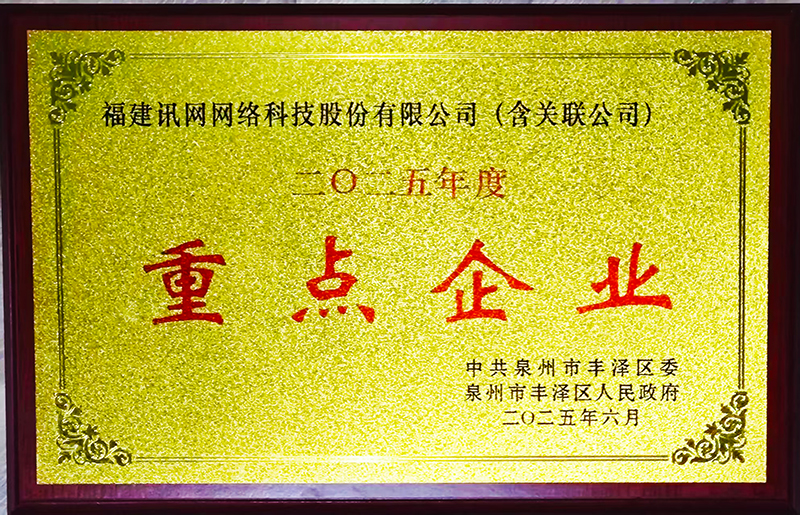 福建讯网网络科技股份有限公司（含关联公司）
二〇二五年度
重点企业
中共泉州市丰泽区委
泉州市丰泽区人民政府
二〇二五年六月